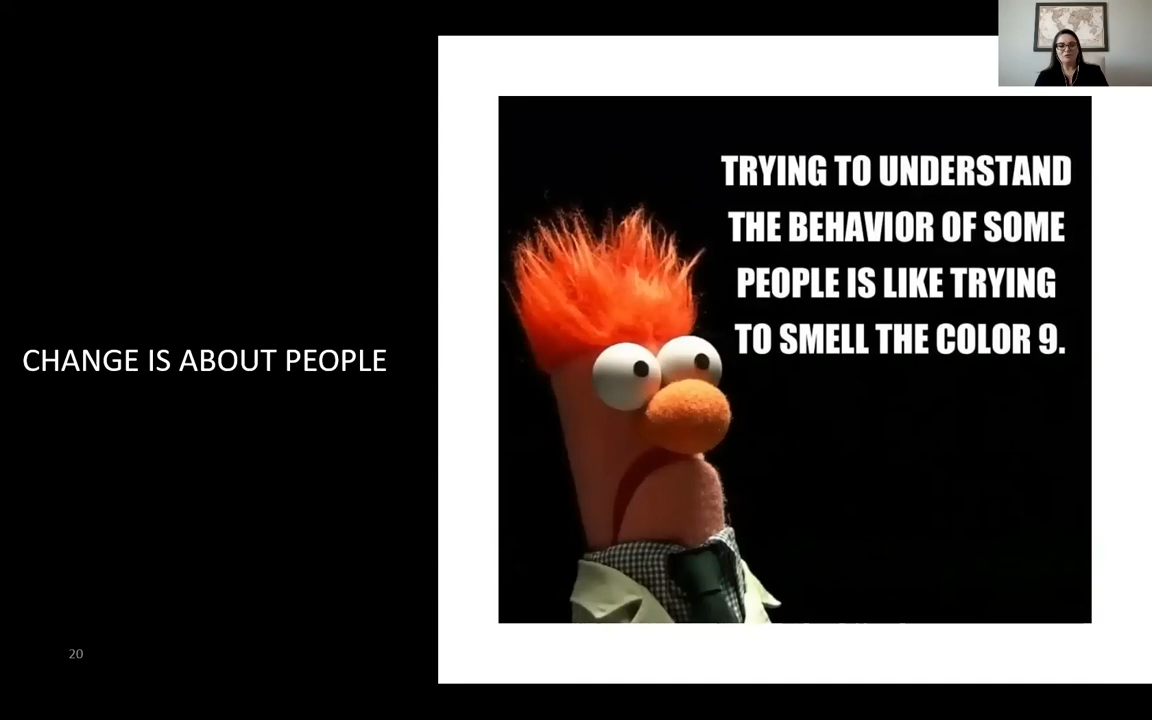 CHANGE IS ABOUT PEOPLE
TRYING TO UNDERSTAND
THE BEHAVIOR OF SOME
PEOPLE IS LIKE TRYING
TO SMELL THE COLOR 9.
20